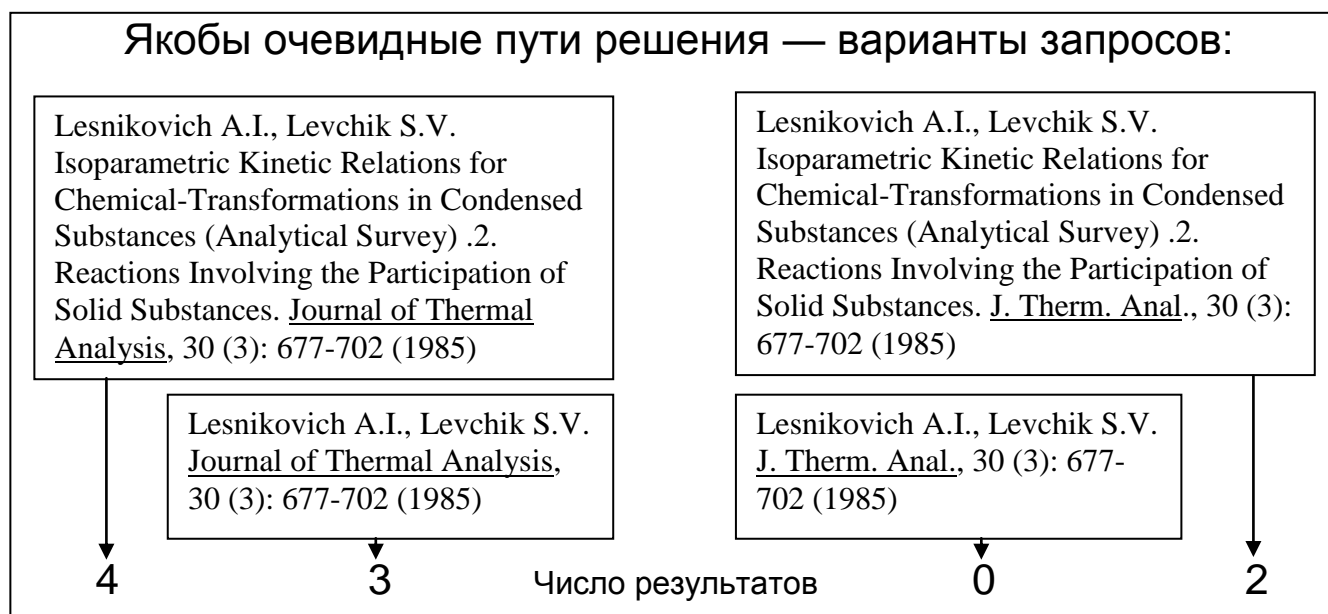 Якобы очевидные пути решения — варианты запросов:
Lesnikovich A.I., Levchik S.V.
Isoparametric Kinetic Relations for
Chemical-Transformations in Condensed
Substances (Analytical Survey) .2.
Reactions Involving the Participation of
Solid Substances. Journal of Thermal
Analysis, 30 (3): 677-702 (1985)
Lesnikovich A.I., Levchik S.V.
Isoparametric Kinetic Relations for
Chemical-Transformations in Condensed
Substances (Analytical Survey) .2.
Reactions Involving the Participation of
Solid Substances. J. Therm. Anal., 30 (3):
677-702 (1985)
Lesnikovich A.I., Levchik S.V.
Journal of Thermal Analysis,
30 (3): 677-702 (1985)
Lesnikovich A.I., Levchik S.V.
J. Therm. Anal., 30 (3): 677-
702 (1985)
4 3 Число результатов 0 2